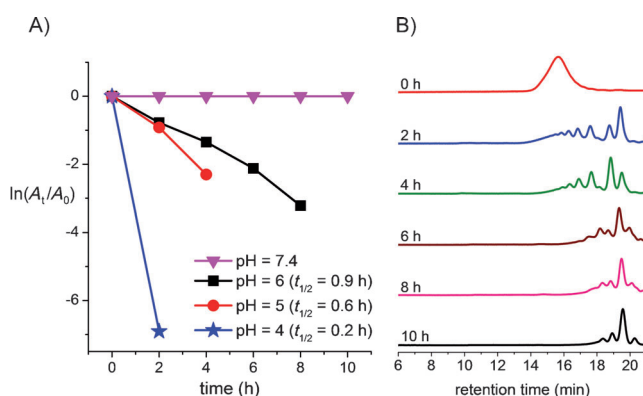 A)
B)
0
-2
-4
-6
ln(Aₜ/A₀)
0 2 4 6 8 10
time (h)
pH = 7.4
pH = 6 (t₁/₂ = 0.9 h)
pH = 5 (t₁/₂ = 0.6 h)
pH = 4 (t₁/₂ = 0.2 h)
0 h
2 h
4 h
6 h
8 h
10 h
6 8 10 12 14 16 18 20
retention time (min)